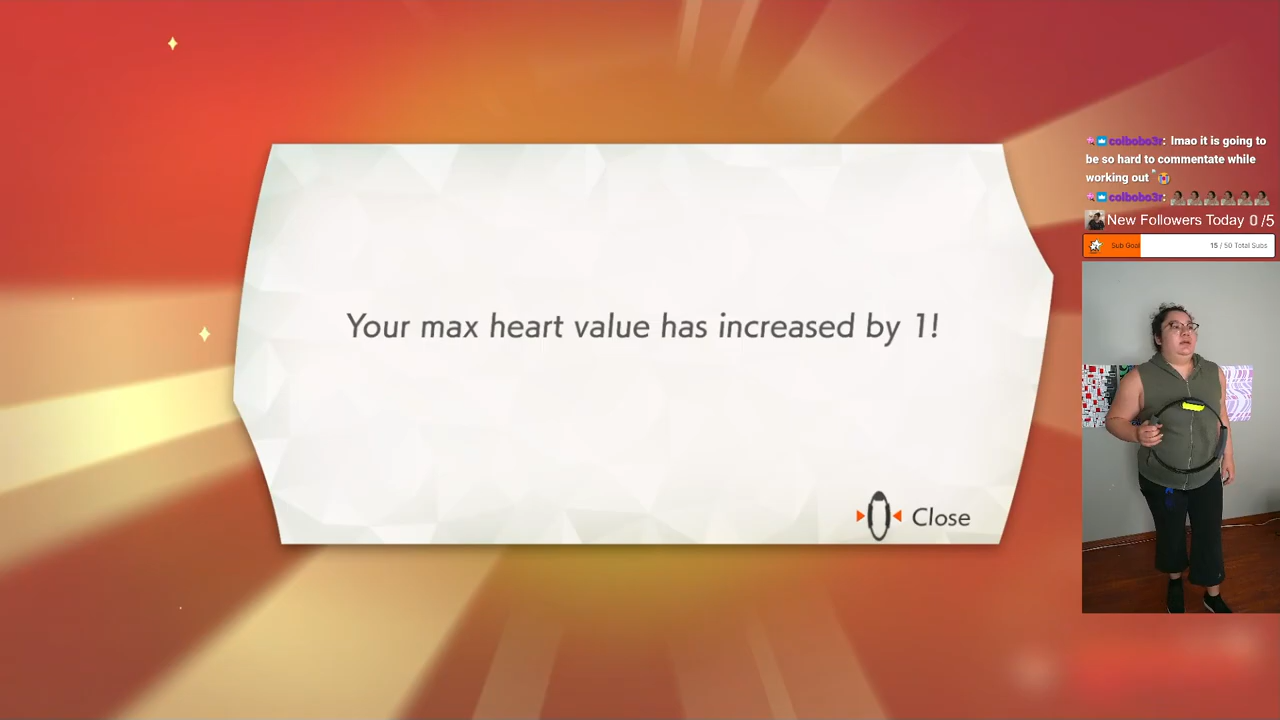 Your max heart value has increased by 1!
Close
colbobo3r: lmao it is going to
be so hard to commentate while
working out
colbobo3r:
New Followers Today 0/5
Sub Goal 15 / 50 Total Subs